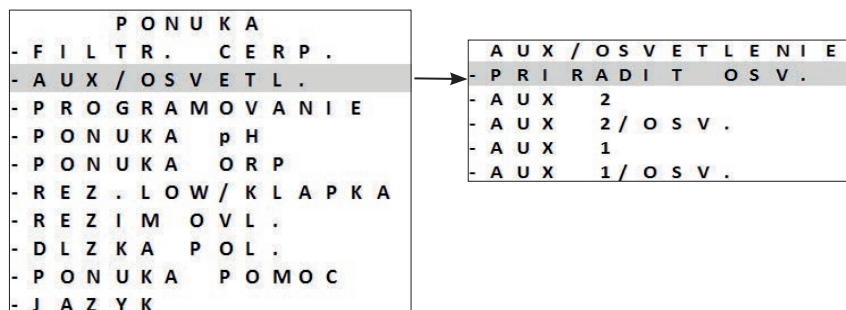 PONUKA
- FILTR. CERP.
- AUX/OSVETL.
- PROGRAMOVANIE
- PONUKA pH
- PONUKA ORP
- REZ.LOW/KLAPKA
- REZIM OVL.
- DLZKA POL.
- PONUKA POMOC
- JAZYK
AUX/OSVETLENIE
- PRIRADIT OSV.
- AUX 2
- AUX 2/OSV.
- AUX 1
- AUX 1/OSV.